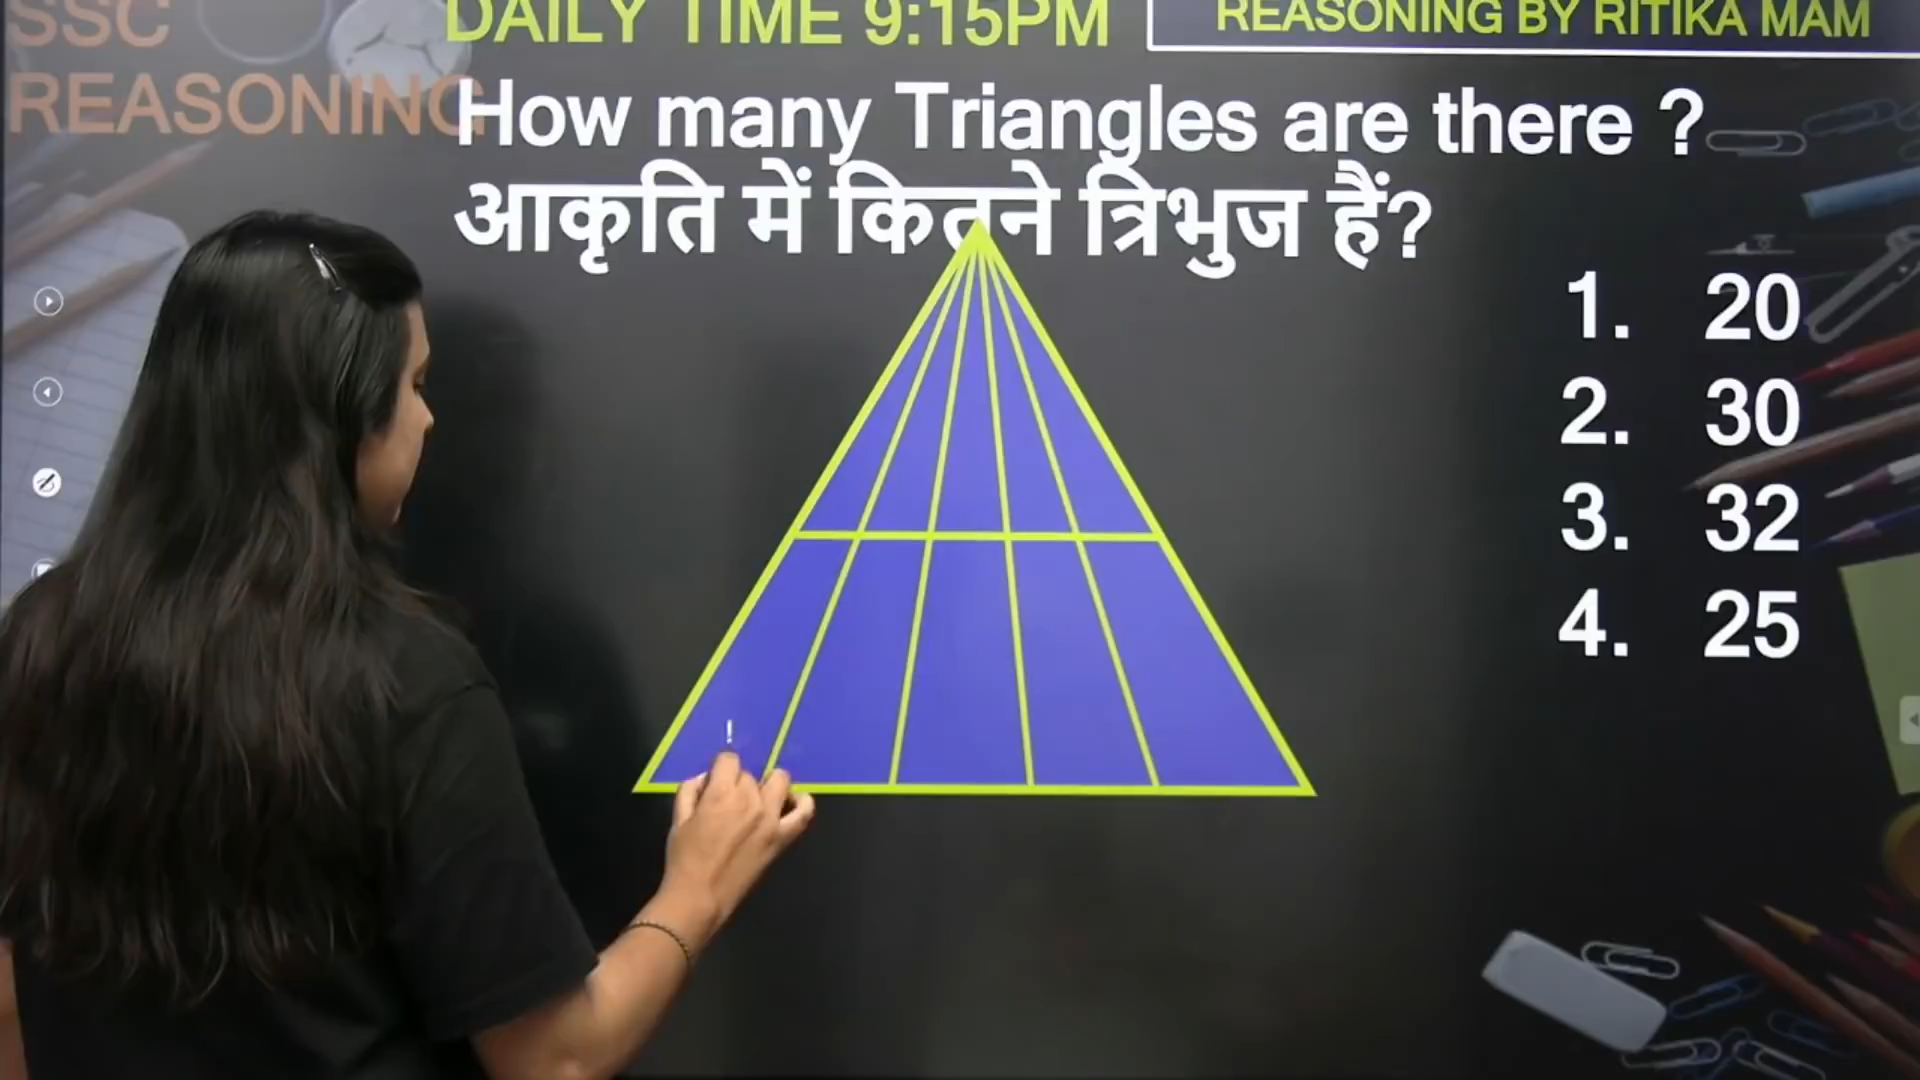 SSC
REASONING
DAILY TIME 9:15PM
REASONING BY RITIKA MAM
How many Triangles are there ?
आकृति में कितने त्रिभुज हैं?
1. 20
2. 30
3. 32
4. 25